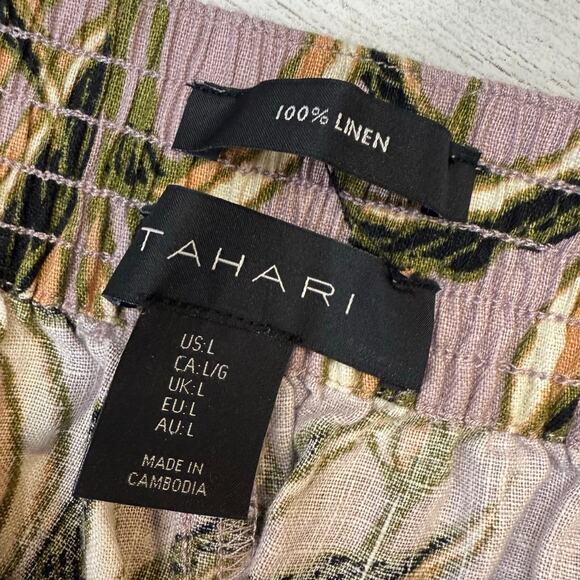 100% LINEN
TAHARI
US:L
CA:L/G
UK:L
EU:L
AU:L
MADE IN
CAMBODIA